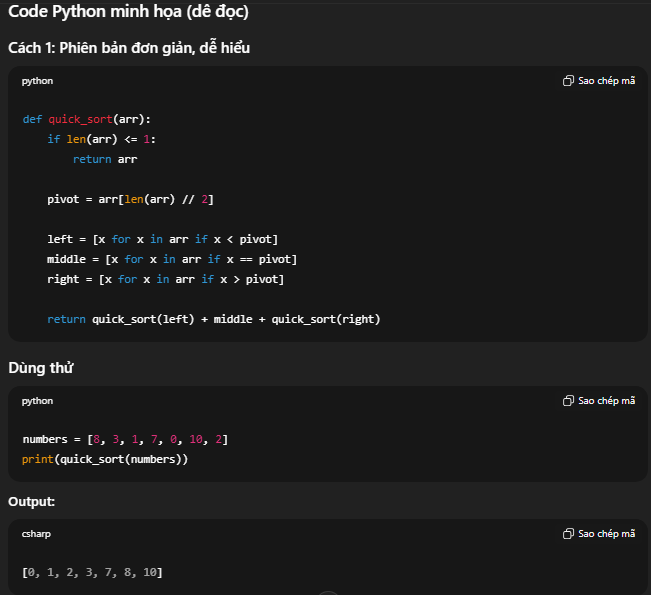 Code Python minh họa (dễ đọc)
Cách 1: Phiên bản đơn giản, dễ hiểu
python
Sao chép mã
def quick_sort(arr):
    if len(arr) <= 1:
        return arr
    pivot = arr[len(arr) // 2]
    left = [x for x in arr if x < pivot]
    middle = [x for x in arr if x == pivot]
    right = [x for x in arr if x > pivot]
    return quick_sort(left) + middle + quick_sort(right)
Dùng thử
python
Sao chép mã
numbers = [8, 3, 1, 7, 0, 10, 2]
print(quick_sort(numbers))
Output:
csharp
Sao chép mã
[0, 1, 2, 3, 7, 8, 10]